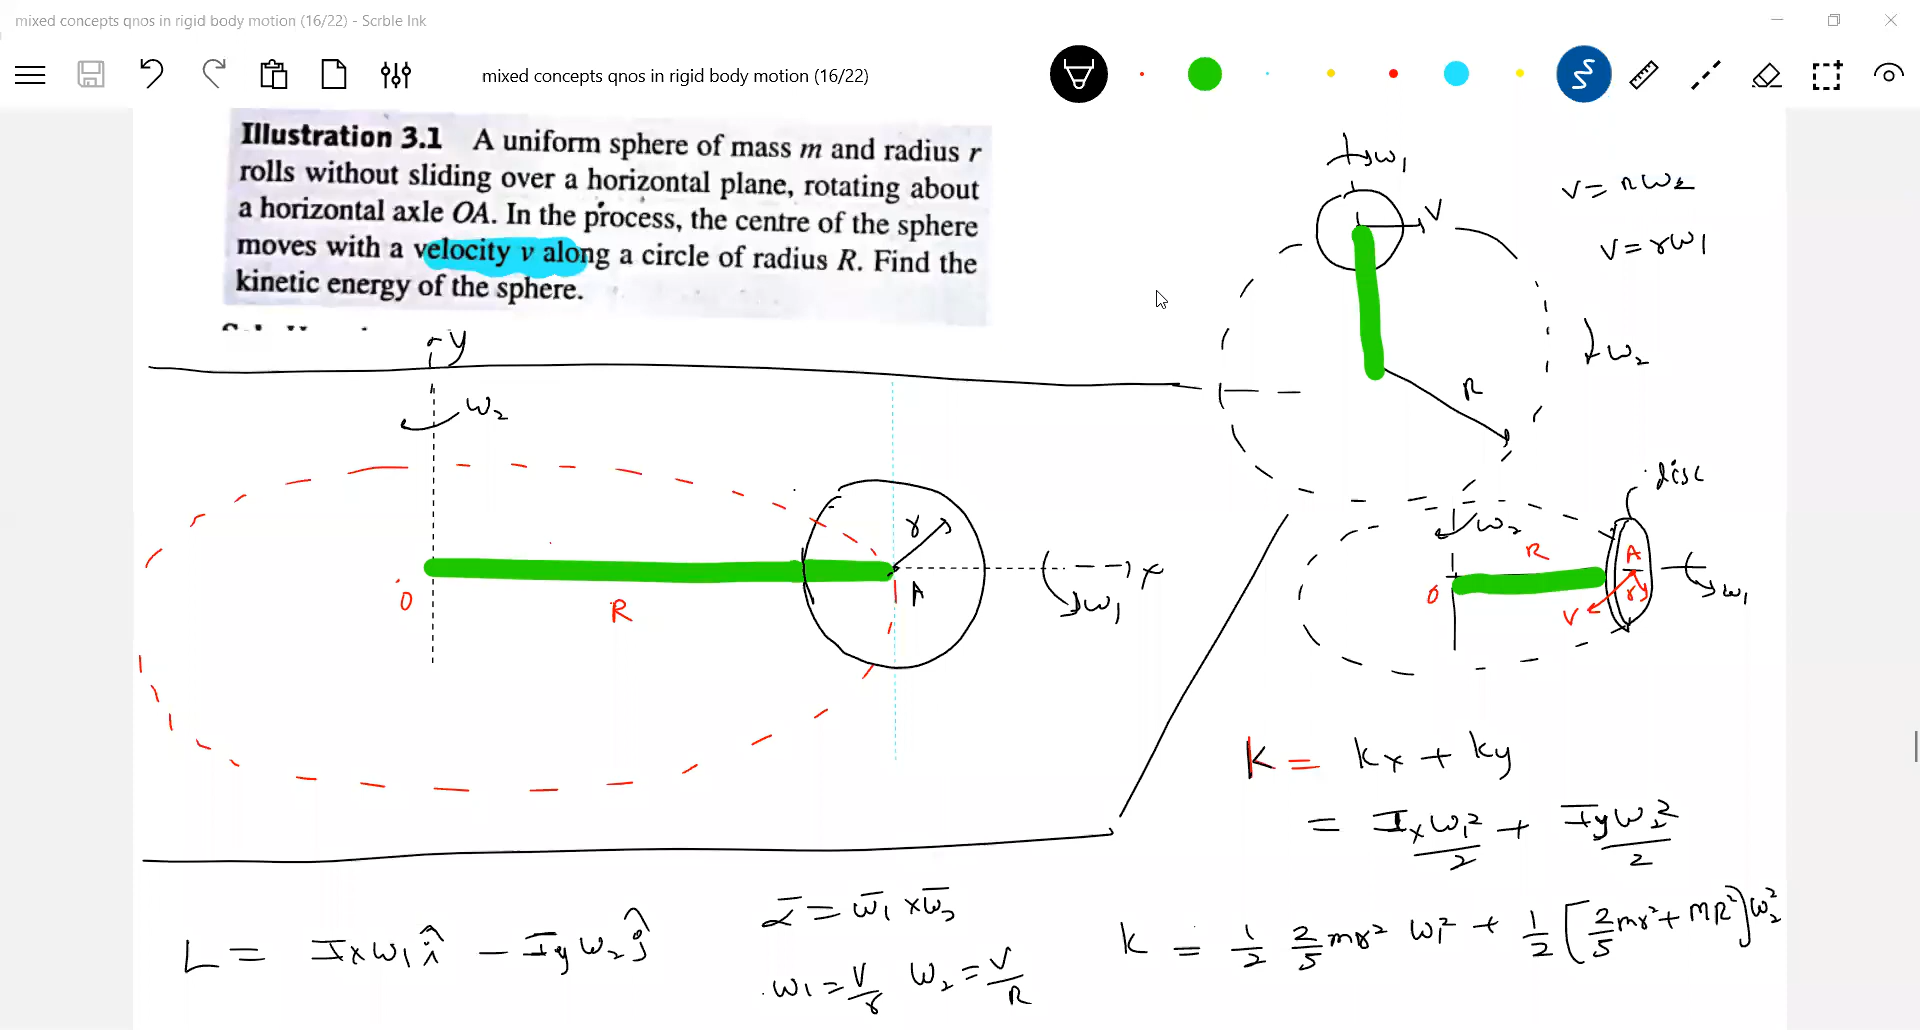 mixed concepts qnos in rigid body motion (16/22) - Scrble Ink
mixed concepts qnos in rigid body motion (16/22)
Illustration 3.1 A uniform sphere of mass m and radius r
rolls without sliding over a horizontal plane, rotating about
a horizontal axle OA. In the process, the centre of the sphere
moves with a velocity v along a circle of radius R. Find the
kinetic energy of the sphere.
ω₁
V
V = Rω₂
V = rω₁
ω₂
R
y
ω₂
r
A
x
ω₁
O
R
disc
ω₂
R
A
r
O
V
ω₁
K = Kx + Ky
= Ixω₁²/2 + Iyω₂²/2
K = 1/2 2/5 mr² ω₁² + 1/2 [2/5 mr² + MR²] ω₂²
L = Ixω₁ î - Iyω₂ ĵ
α̅ = ω̅₁ × ω̅₂
ω₁ = V/r ω₂ = V/R